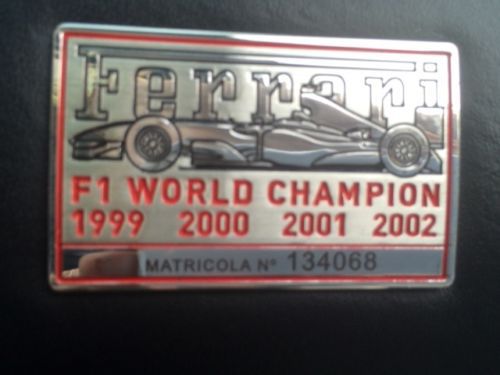 Ferrari
F1 WORLD CHAMPION
1999 2000 2001 2002
MATRICOLA Nº 134068